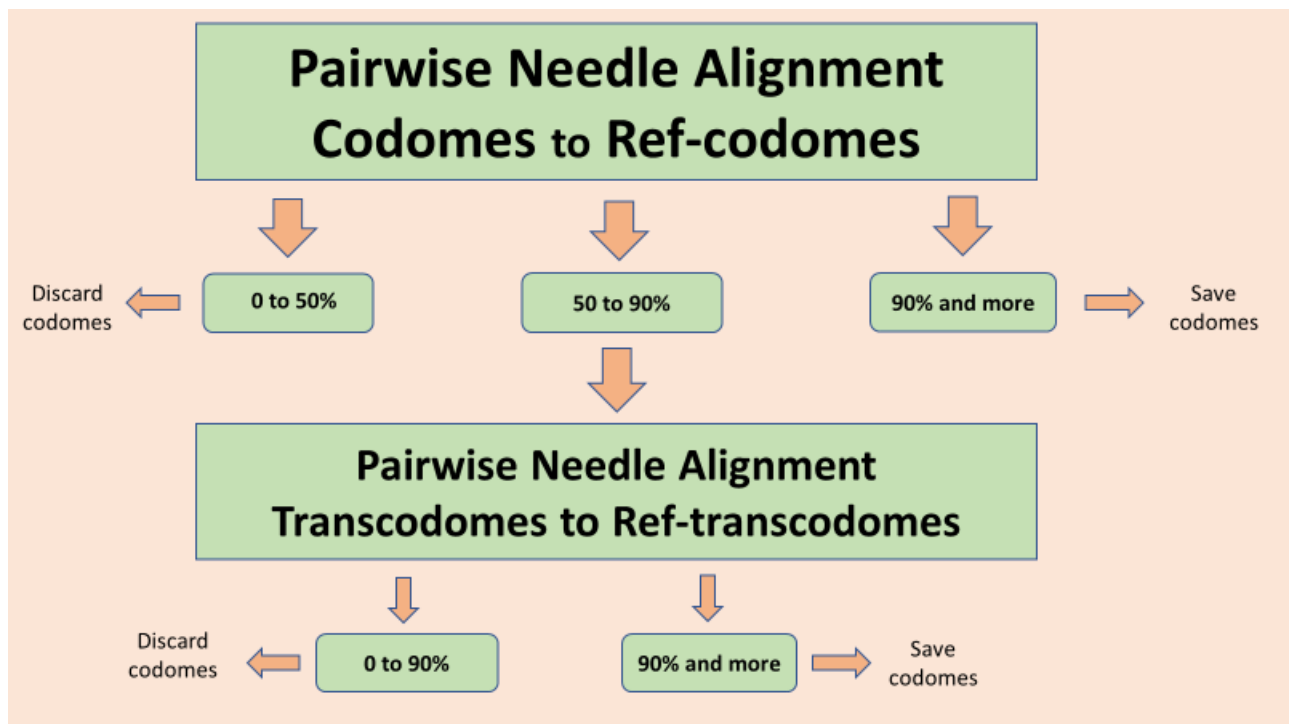 Pairwise Needle Alignment
Codomes to Ref-codomes
Discard
codomes
0 to 50%
50 to 90%
90% and more
Save
codomes
Pairwise Needle Alignment
Transcodomes to Ref-transcodomes
Discard
codomes
0 to 90%
90% and more
Save
codomes